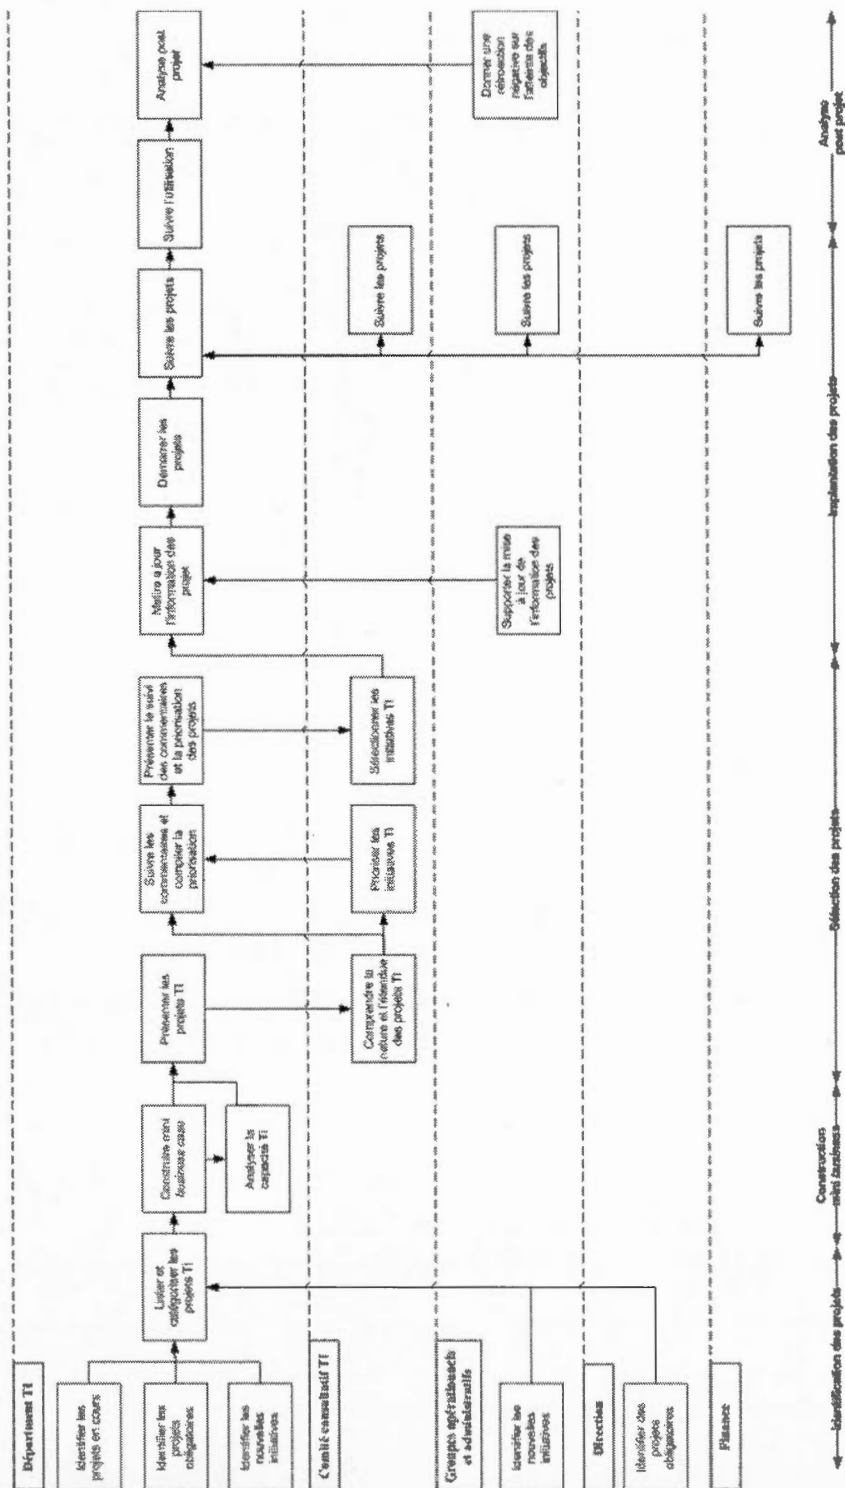 Département TI
Identifier les
projets en cours
Identifier les
projets
obligatoires
Identifier les
nouvelles
initiatives
Lister et
catégoriser les
projets TI
Construire mini
business case
Analyser la
capacité TI
Présenter les
projets TI
Suivre les
commentaires et
compiler la
priorisation
Présenter le suivi
des commentaires
et la priorisation
des projets
Mettre à jour
l'information des
projet
Démarrer les
projets
Suivre les projets
Suivre l'utilisation
Analyse post
projet
Comité consultatif TI
Comprendre la
nature et l'étendue
des projets TI
Prioriser les
initiatives TI
Sélectionner les
initiatives TI
Suivre les projets
Groupes opérationnels
et administratifs
Identifier les
nouvelles
initiatives
Supporter la mise
à jour de
l'information des
projets
Suivre les projets
Donner une
rétroaction
négative sur
l'atteinte des
objectifs
Direction
Identifier des
projets
obligatoires
Finance
Suivre les projets
Identification des projets
Construction
mini business
Sélection des projets
Implantation des projets
Analyse
post projet